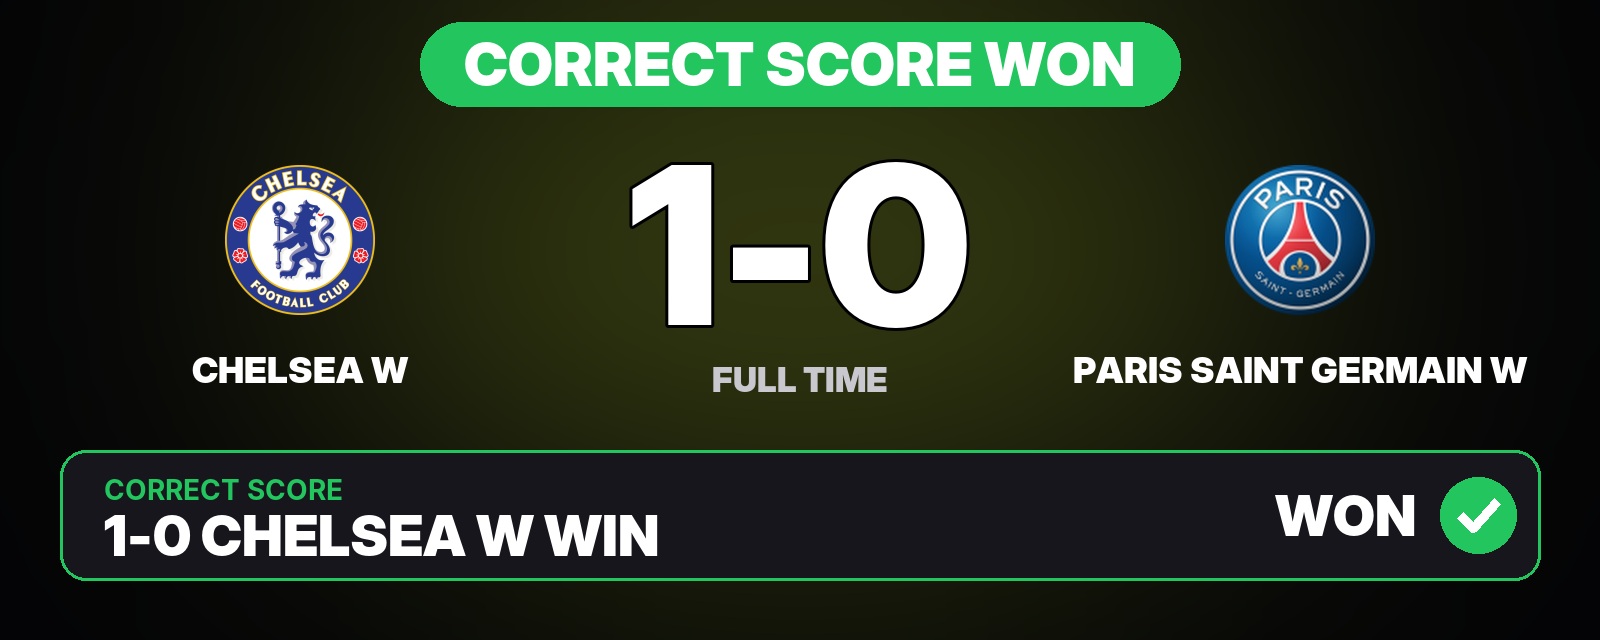 CORRECT SCORE WON
CHELSEA
FOOTBALL CLUB
1-0
PARIS
SAINT-GERMAIN
CHELSEA W
FULL TIME
PARIS SAINT GERMAIN W
CORRECT SCORE
1-0 CHELSEA W WIN
WON